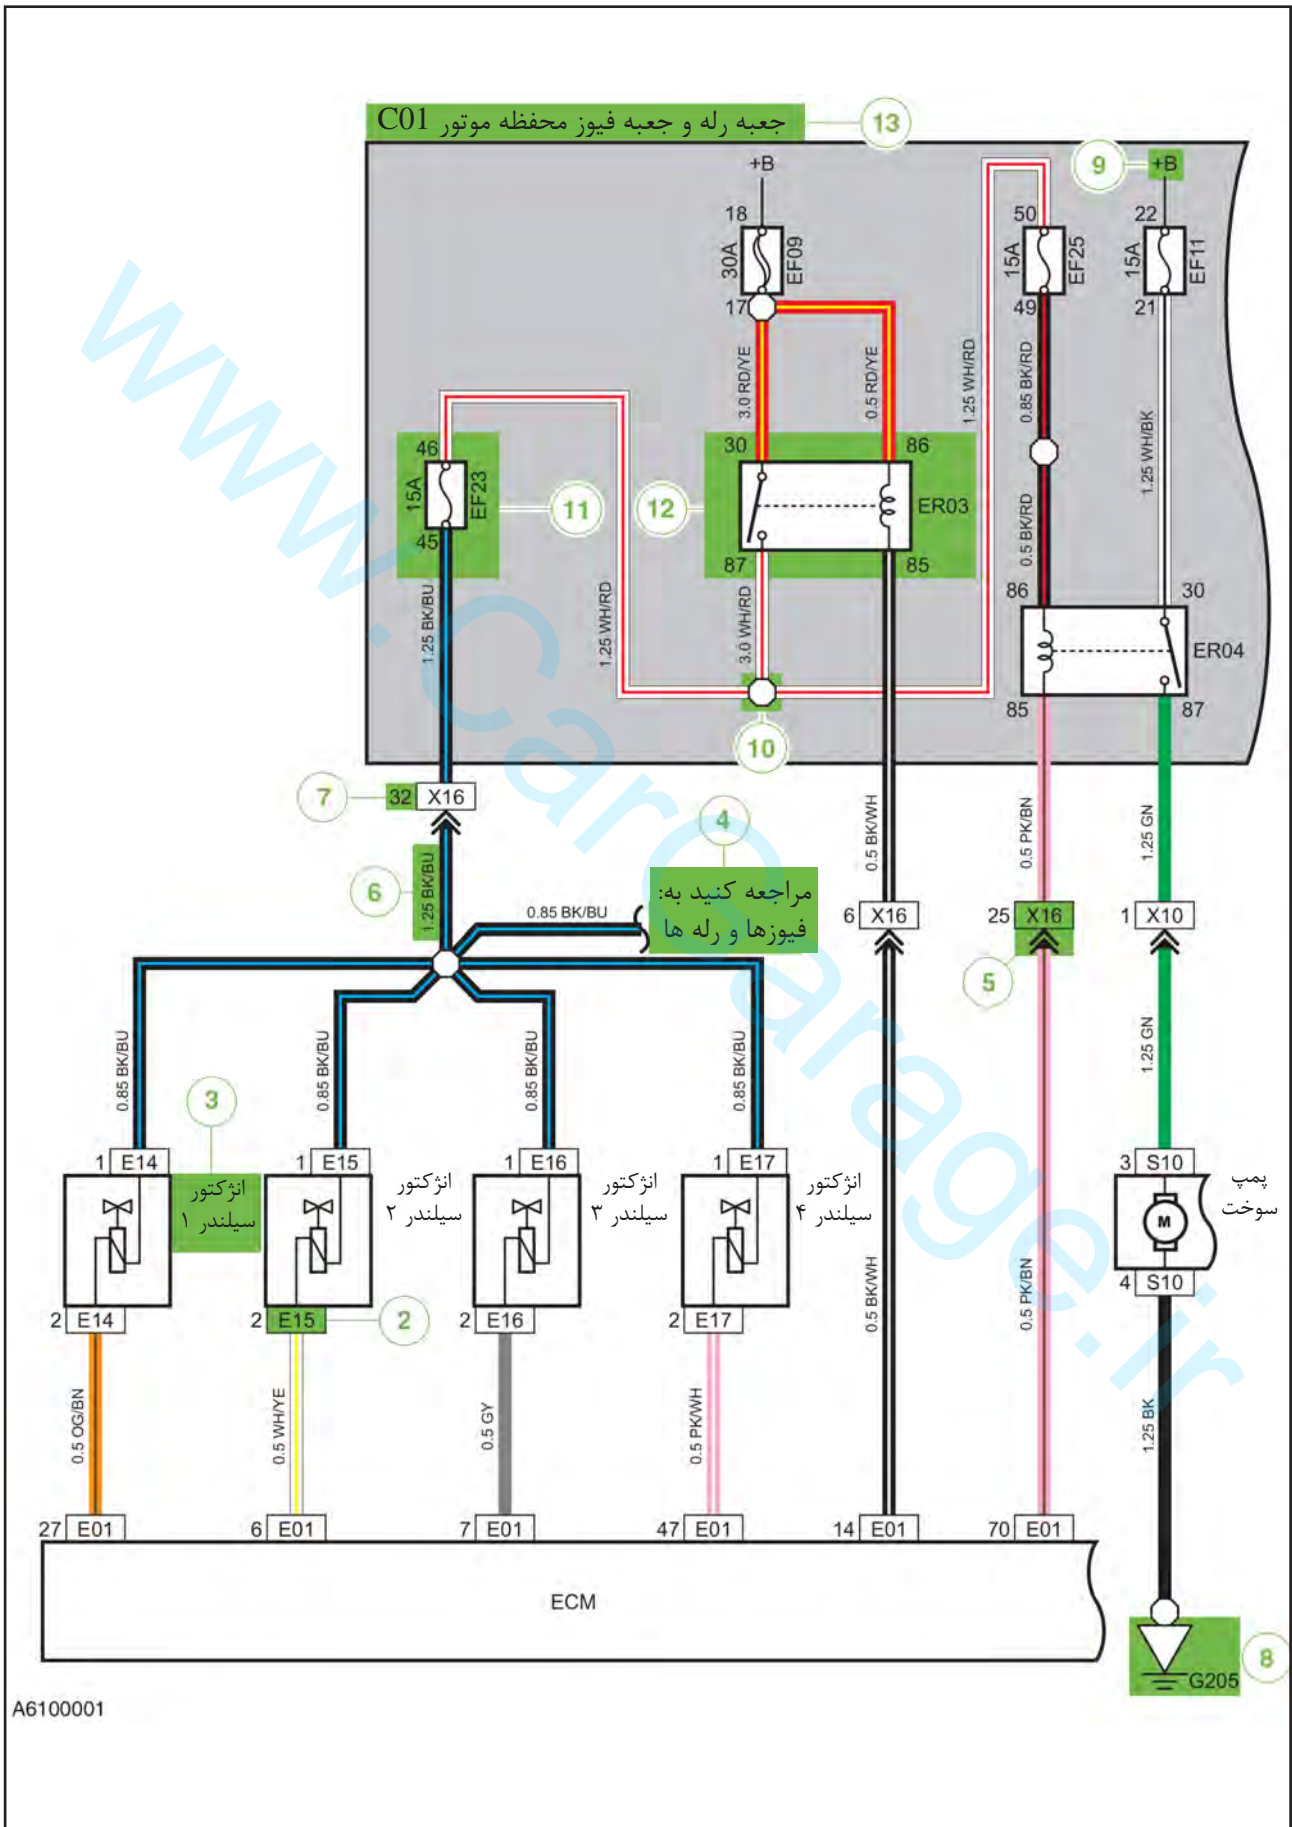 جعبه رله و جعبه فیوز محفظه موتور C01
13
+B
9
+B
18
50
22
30A
EF09
15A
EF25
15A
EF11
17
49
21
3.0 RD/YE
0.5 RD/YE
1.25 WH/RD
0.85 BK/RD
1.25 WH/BK
46
30
86
15A
EF23
11
12
ER03
45
87
85
0.5 BK/RD
86
30
1.25 BK/BU
1.25 WH/RD
3.0 WH/RD
ER04
10
85
87
7
32
X16
4
0.5 BK/WH
0.5 PK/BN
1.25 GN
6
1.25 BK/BU
مراجعه کنید به:
فیوزها و رله ها
0.85 BK/BU
6
X16
25
X16
1
X10
5
0.85 BK/BU
0.85 BK/BU
0.85 BK/BU
0.85 BK/BU
1.25 GN
3
1
E14
1
E15
1
E16
1
E17
3
S10
انژکتور
سیلندر ۱
انژکتور
سیلندر ۲
انژکتور
سیلندر ۳
انژکتور
سیلندر ۴
پمپ
سوخت
M
4
S10
2
E14
2
E15
2
2
E16
2
E17
0.5 BK/WH
0.5 PK/BN
0.5 OG/BN
0.5 WH/YE
0.5 GY
0.5 PK/WH
1.25 BK
27
E01
6
E01
7
E01
47
E01
14
E01
70
E01
ECM
8
G205
A6100001
www.carGarage.ir